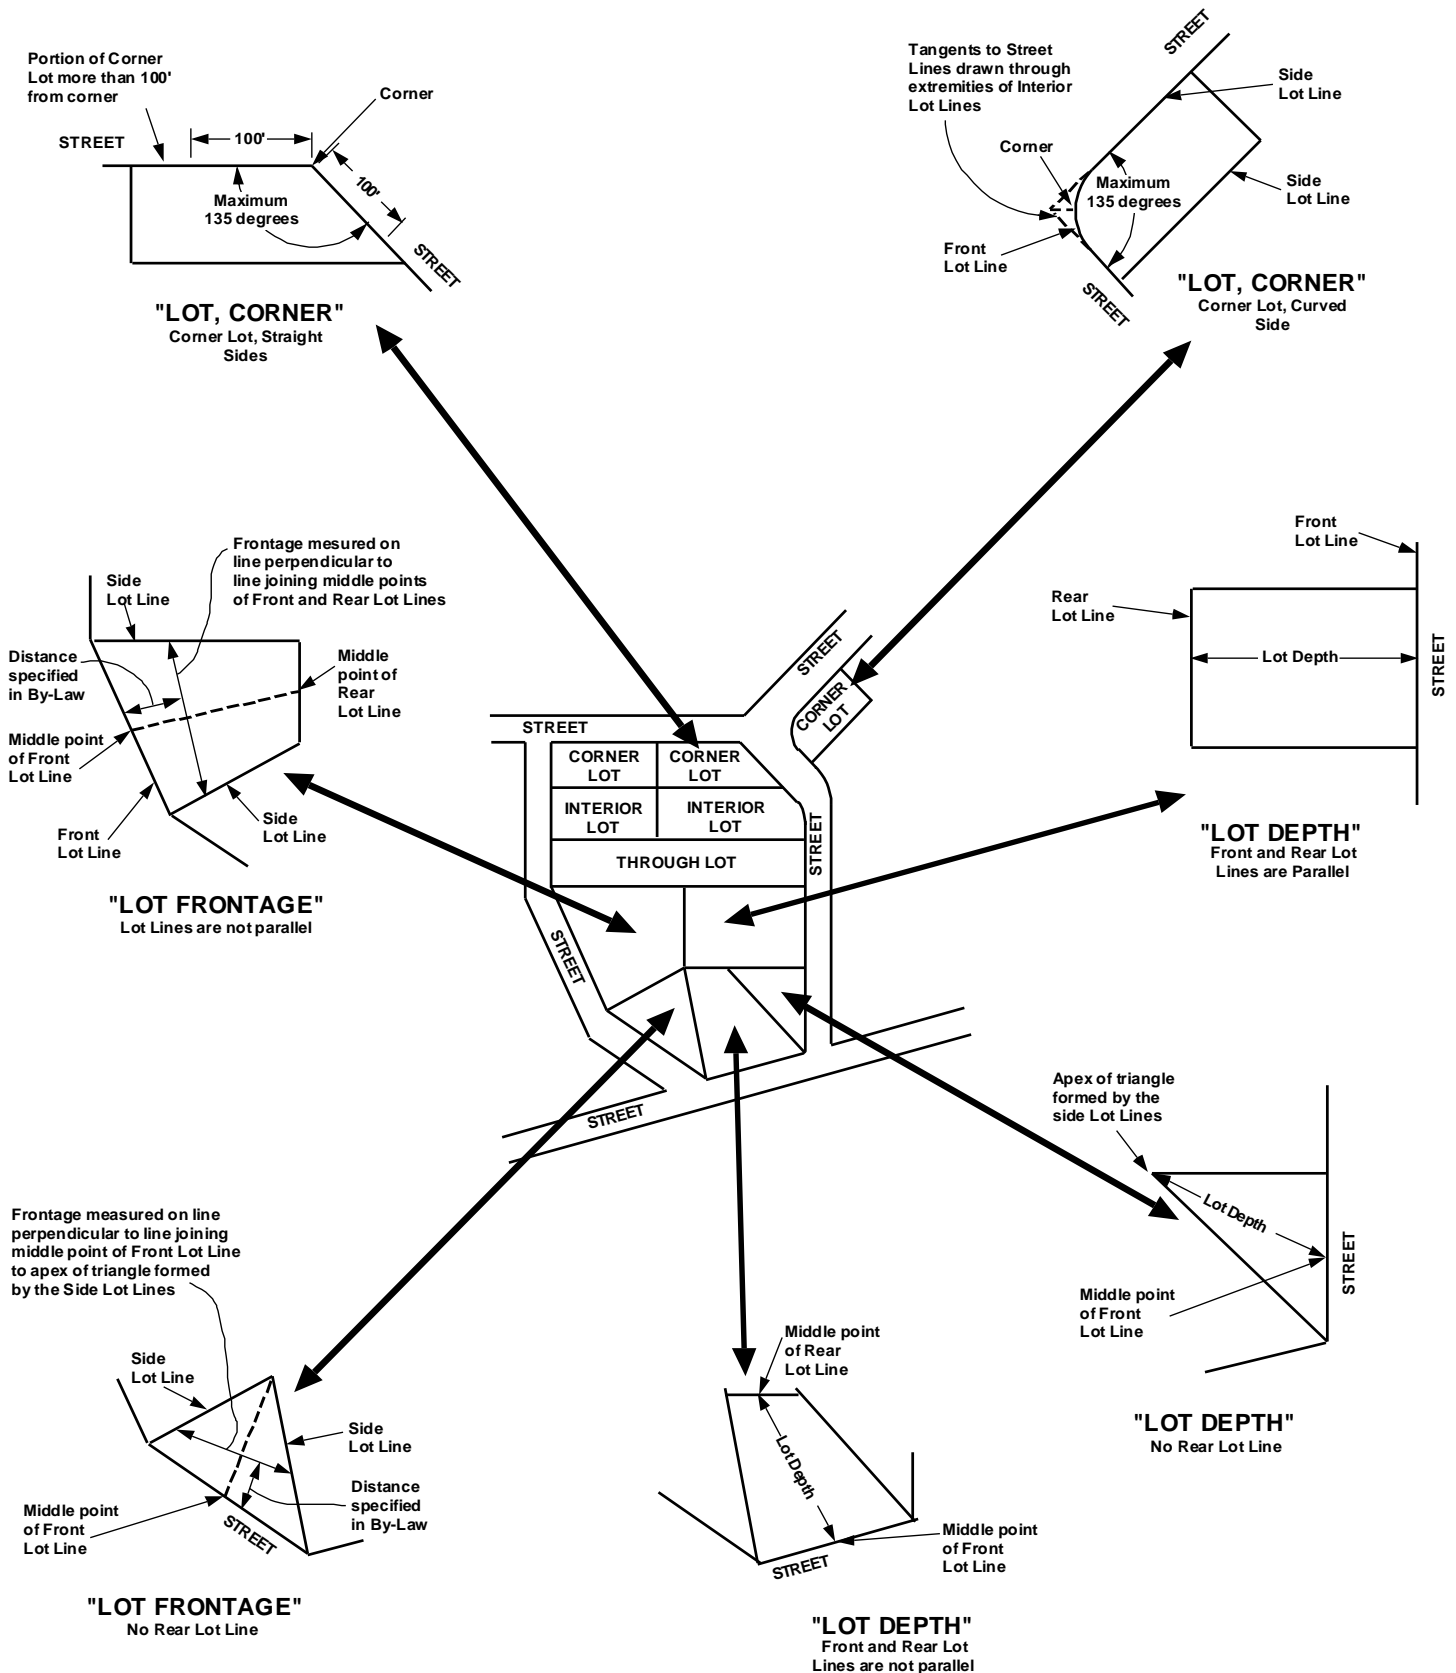 Portion of Corner
Lot more than 100'
from corner
Corner
STREET
100'
100'
Maximum
135 degrees
STREET
"LOT, CORNER"
Corner Lot, Straight
Sides
STREET
Tangents to Street
Lines drawn through
extremities of Interior
Lot Lines
Side
Lot Line
Corner
Maximum
135 degrees
Side
Lot Line
Front
Lot Line
STREET
"LOT, CORNER"
Corner Lot, Curved
Side
Frontage mesured on
line perpendicular to
line joining middle points
of Front and Rear Lot Lines
Side
Lot Line
Distance
specified
in By-Law
Middle
point of
Rear
Lot Line
Middle point
of Front
Lot Line
Front
Lot Line
Side
Lot Line
"LOT FRONTAGE"
Lot Lines are not parallel
Front
Lot Line
Rear
Lot Line
Lot Depth
STREET
"LOT DEPTH"
Front and Rear Lot
Lines are Parallel
STREET
STREET
CORNER
LOT
CORNER
LOT
CORNER
LOT
INTERIOR
LOT
INTERIOR
LOT
STREET
THROUGH LOT
STREET
STREET
Apex of triangle
formed by the
side Lot Lines
Lot Depth
STREET
Middle point
of Front
Lot Line
"LOT DEPTH"
No Rear Lot Line
Frontage measured on line
perpendicular to line joining
middle point of Front Lot Line
to apex of triangle formed
by the Side Lot Lines
Side
Lot Line
Side
Lot Line
Distance
specified
in By-Law
Middle point
of Front
Lot Line
STREET
"LOT FRONTAGE"
No Rear Lot Line
Middle point
of Rear
Lot Line
Lot Depth
Middle point
of Front
Lot Line
STREET
"LOT DEPTH"
Front and Rear Lot
Lines are not parallel